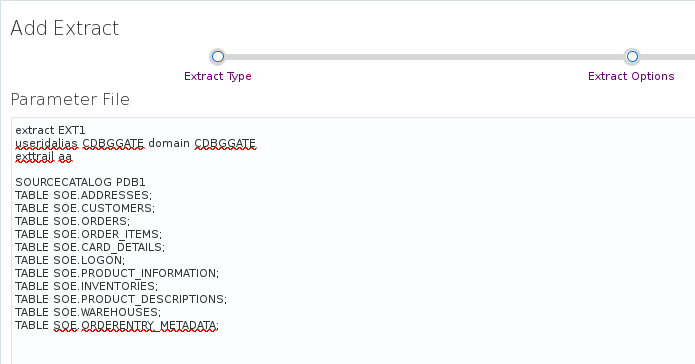 Add Extract
Extract Type
Extract Options
Parameter File
extract EXT1
useridalias CDBGGATE domain CDBGGATE
exttrail aa
SOURCECATALOG PDB1
TABLE SOE.ADDRESSES;
TABLE SOE.CUSTOMERS;
TABLE SOE.ORDERS;
TABLE SOE.ORDER_ITEMS;
TABLE SOE.CARD_DETAILS;
TABLE SOE.LOGON;
TABLE SOE.PRODUCT_INFORMATION;
TABLE SOE.INVENTORIES;
TABLE SOE.PRODUCT_DESCRIPTIONS;
TABLE SOE.WAREHOUSES;
TABLE SOE.ORDERENTRY_METADATA;